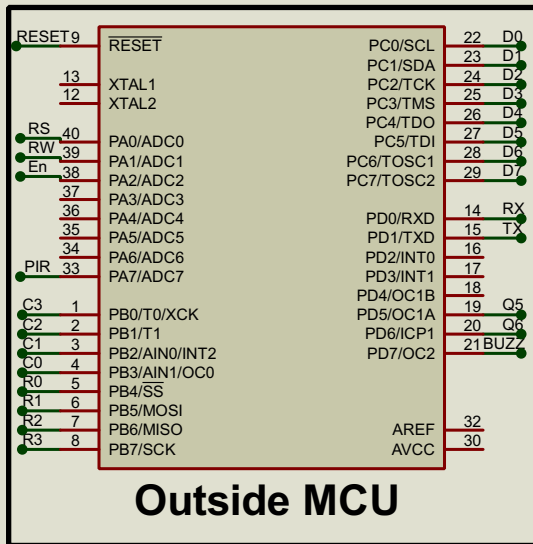 RESET 9 RESET PC0/SCL 22 D0
PC1/SDA 23 D1
13 XTAL1 PC2/TCK 24 D2
12 XTAL2 PC3/TMS 25 D3
PC4/TDO 26 D4
RS 40 PA0/ADC0 PC5/TDI 27 D5
RW 39 PA1/ADC1 PC6/TOSC1 28 D6
En 38 PA2/ADC2 PC7/TOSC2 29 D7
37 PA3/ADC3
36 PA4/ADC4 PD0/RXD 14 RX
35 PA5/ADC5 PD1/TXD 15 TX
34 PA6/ADC6 PD2/INT0 16
PIR 33 PA7/ADC7 PD3/INT1 17
PD4/OC1B 18
C3 1 PB0/T0/XCK PD5/OC1A 19 Q5
C2 2 PB1/T1 PD6/ICP1 20 Q6
C1 3 PB2/AIN0/INT2 PD7/OC2 21 BUZZ
C0 4 PB3/AIN1/OC0
R0 5 PB4/SS
R1 6 PB5/MOSI
R2 7 PB6/MISO AREF 32
R3 8 PB7/SCK AVCC 30
Outside MCU